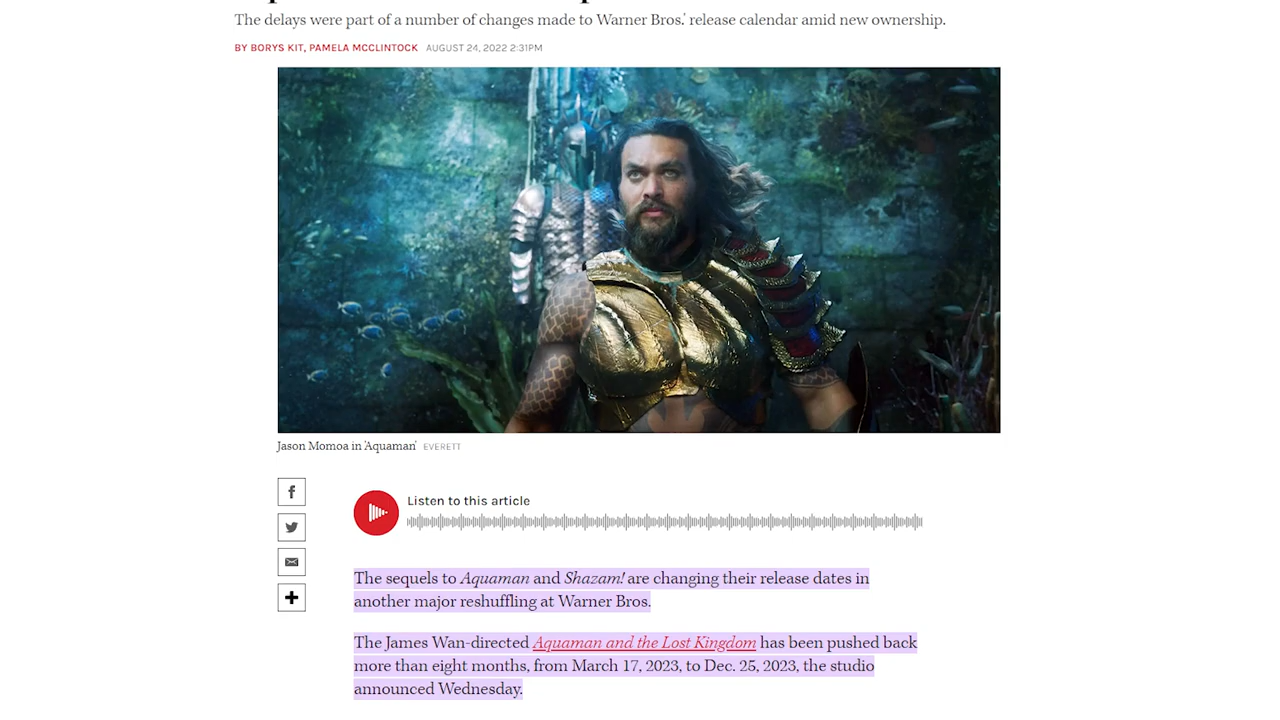 The delays were part of a number of changes made to Warner Bros.' release calendar amid new ownership.
BY BORYS KIT, PAMELA MCCLINTOCK AUGUST 24, 2022 2:31PM
Jason Momoa in 'Aquaman' EVERETT
Listen to this article
The sequels to Aquaman and Shazam! are changing their release dates in
another major reshuffling at Warner Bros.
The James Wan-directed Aquaman and the Lost Kingdom has been pushed back
more than eight months, from March 17, 2023, to Dec. 25, 2023, the studio
announced Wednesday.